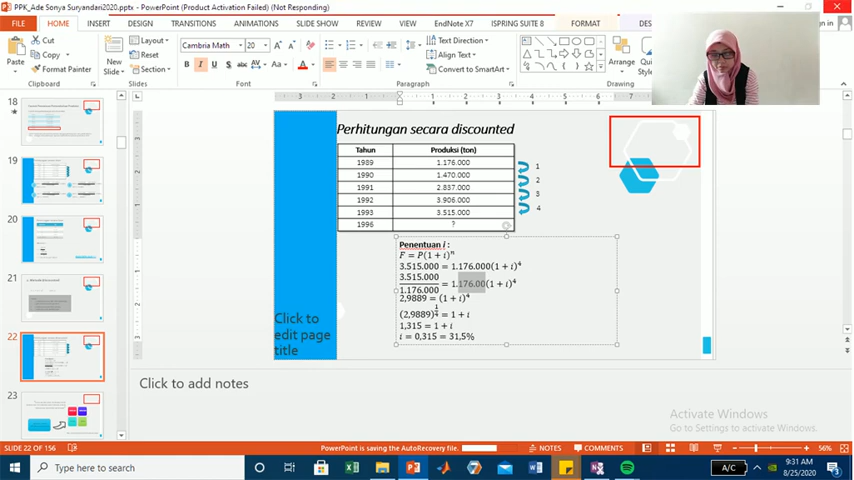 PPK_Ade Sonya Suryandari2020.pptx - PowerPoint (Product Activation Failed) (Not Responding)
FILE HOME INSERT DESIGN TRANSITIONS ANIMATIONS SLIDE SHOW REVIEW VIEW EndNote X7 ISPRING SUITE 8 FORMAT
Cut
Copy
Format Painter
Paste
Clipboard
New Slide
Layout
Reset
Section
Slides
Cambria Math 20
Font
Paragraph
Text Direction
Align Text
Convert to SmartArt
Arrange
Drawing
18
19
20
21
22
23
Perhitungan secara discounted
Tahun Produksi (ton)
1989 1.176.000 1
1990 1.470.000 2
1991 2.837.000 3
1992 3.906.000 4
1993 3.515.000
1996 ?
Penentuan i :
F = P(1 + i)ⁿ
3.515.000 = 1.176.000(1 + i)⁴
3.515.000
1.176.000 = 1.176.00(1 + i)⁴
2,9889 = (1 + i)⁴
(2,9889)^1/4 = 1 + i
1,315 = 1 + i
i = 0,315 = 31,5%
Click to
edit page
title
Click to add notes
Activate Windows
Go to Settings to activate Windows.
SLIDE 22 OF 156 PowerPoint is saving the AutoRecovery file: NOTES COMMENTS 56%
Type here to search
A/C
9:31 AM
8/25/2020